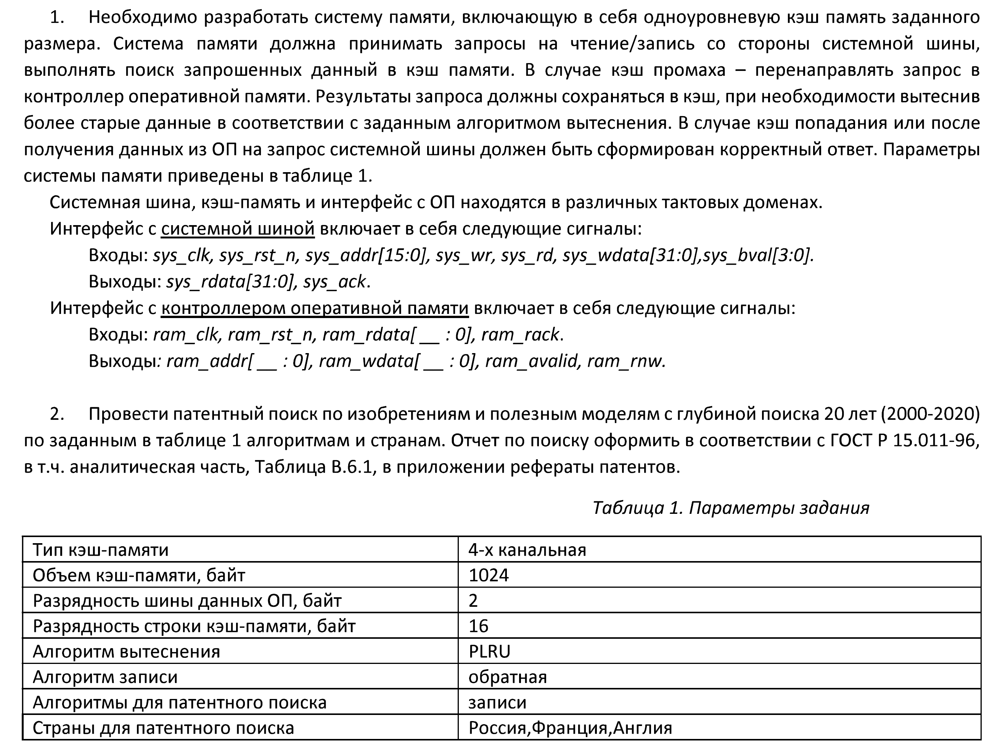 1. Необходимо разработать систему памяти, включающую в себя одноуровневую кэш память заданного
размера. Система памяти должна принимать запросы на чтение/запись со стороны системной шины,
выполнять поиск запрошенных данный в кэш памяти. В случае кэш промаха – перенаправлять запрос в
контроллер оперативной памяти. Результаты запроса должны сохраняться в кэш, при необходимости вытеснив
более старые данные в соответствии с заданным алгоритмом вытеснения. В случае кэш попадания или после
получения данных из ОП на запрос системной шины должен быть сформирован корректный ответ. Параметры
системы памяти приведены в таблице 1.
Системная шина, кэш-память и интерфейс с ОП находятся в различных тактовых доменах.
Интерфейс с системной шиной включает в себя следующие сигналы:
Входы: sys_clk, sys_rst_n, sys_addr[15:0], sys_wr, sys_rd, sys_wdata[31:0],sys_bval[3:0].
Выходы: sys_rdata[31:0], sys_ack.
Интерфейс с контроллером оперативной памяти включает в себя следующие сигналы:
Входы: ram_clk, ram_rst_n, ram_rdata[ __ : 0], ram_rack.
Выходы: ram_addr[ __ : 0], ram_wdata[ __ : 0], ram_avalid, ram_rnw.
2. Провести патентный поиск по изобретениям и полезным моделям с глубиной поиска 20 лет (2000-2020)
по заданным в таблице 1 алгоритмам и странам. Отчет по поиску оформить в соответствии с ГОСТ Р 15.011-96,
в т.ч. аналитическая часть, Таблица В.6.1, в приложении рефераты патентов.
Таблица 1. Параметры задания
Тип кэш-памяти 4-х канальная
Объем кэш-памяти, байт 1024
Разрядность шины данных ОП, байт 2
Разрядность строки кэш-памяти, байт 16
Алгоритм вытеснения PLRU
Алгоритм записи обратная
Алгоритмы для патентного поиска записи
Страны для патентного поиска Россия,Франция,Англия